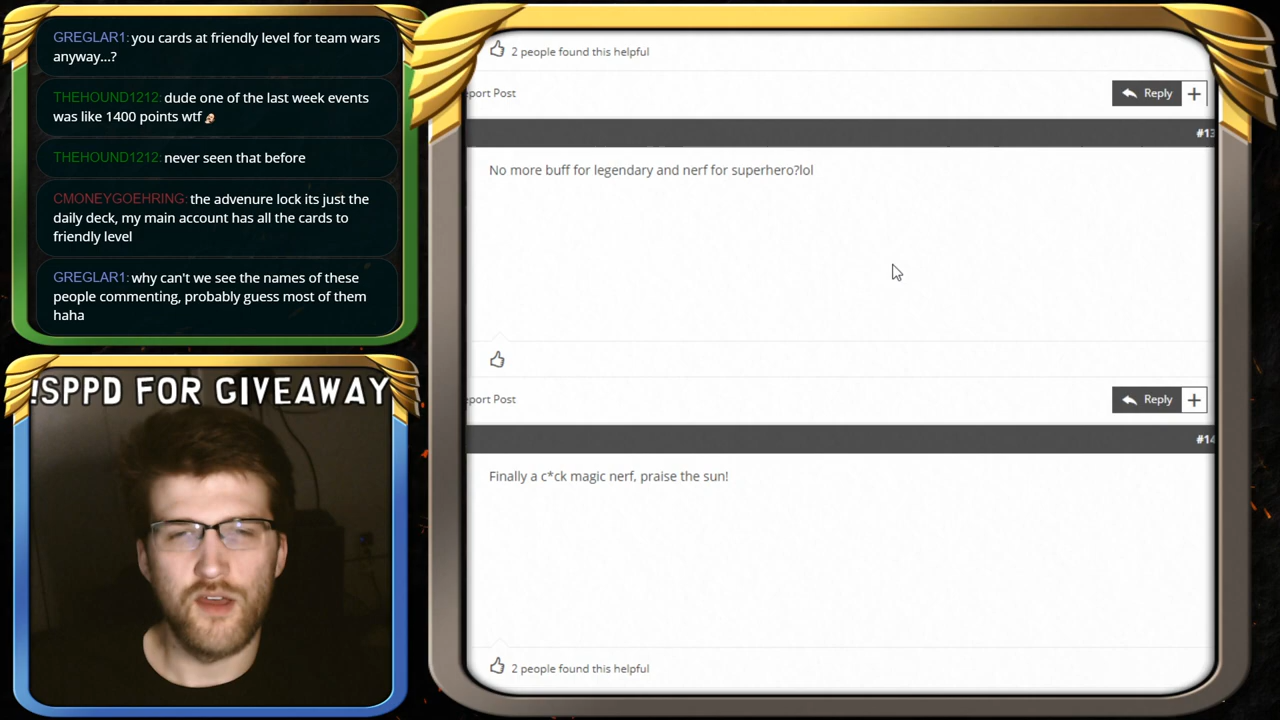 GREGLAR1: you cards at friendly level for team wars
anyway...?
THEHOUND1212: dude one of the last week events
was like 1400 points wtf
THEHOUND1212: never seen that before
CMONEYGOEHRING: the advenure lock its just the
daily deck, my main account has all the cards to
friendly level
GREGLAR1: why can't we see the names of these
people commenting, probably guess most of them
haha
!SPPD FOR GIVEAWAY
2 people found this helpful
port Post
Reply
#13
No more buff for legendary and nerf for superhero?lol
port Post
Reply
#14
Finally a c*ck magic nerf, praise the sun!
2 people found this helpful